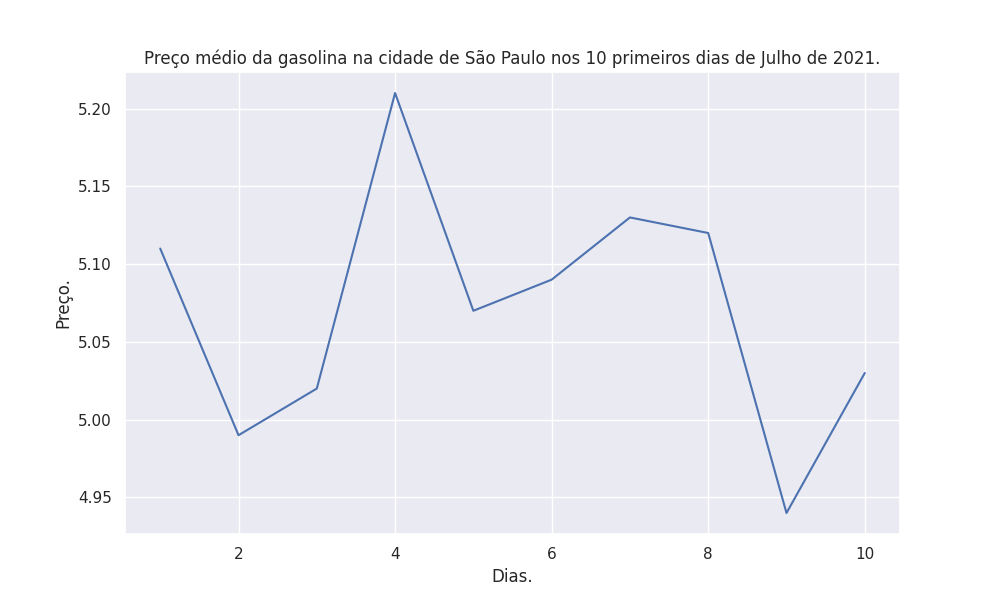 Preço médio da gasolina na cidade de São Paulo nos 10 primeiros dias de Julho de 2021.
5.20
5.15
5.10
5.05
5.00
4.95
Preço.
2 4 6 8 10
Dias.